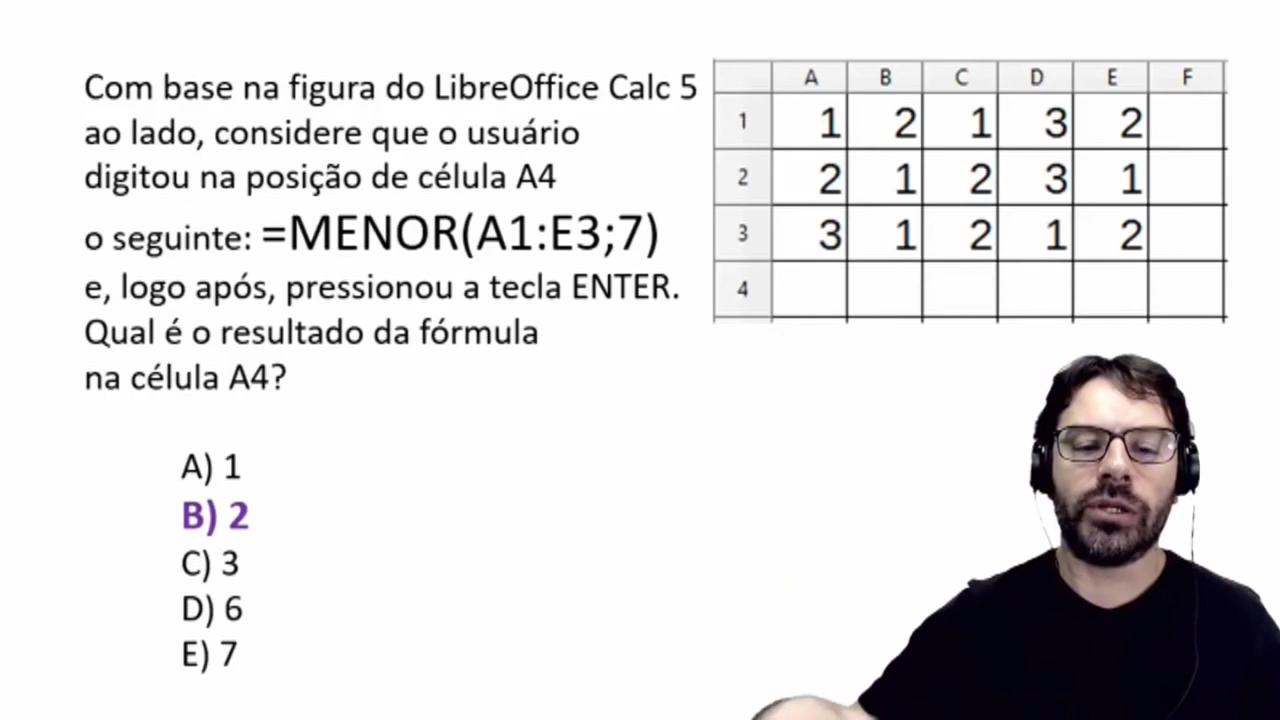 Com base na figura do LibreOffice Calc 5
ao lado, considere que o usuário
digitou na posição de célula A4
o seguinte: =MENOR(A1:E3;7)
e, logo após, pressionou a tecla ENTER.
Qual é o resultado da fórmula
na célula A4?
A) 1
B) 2
C) 3
D) 6
E) 7
A B C D E F
1 1 2 1 3 2
2 2 1 2 3 1
3 3 1 2 1 2
4